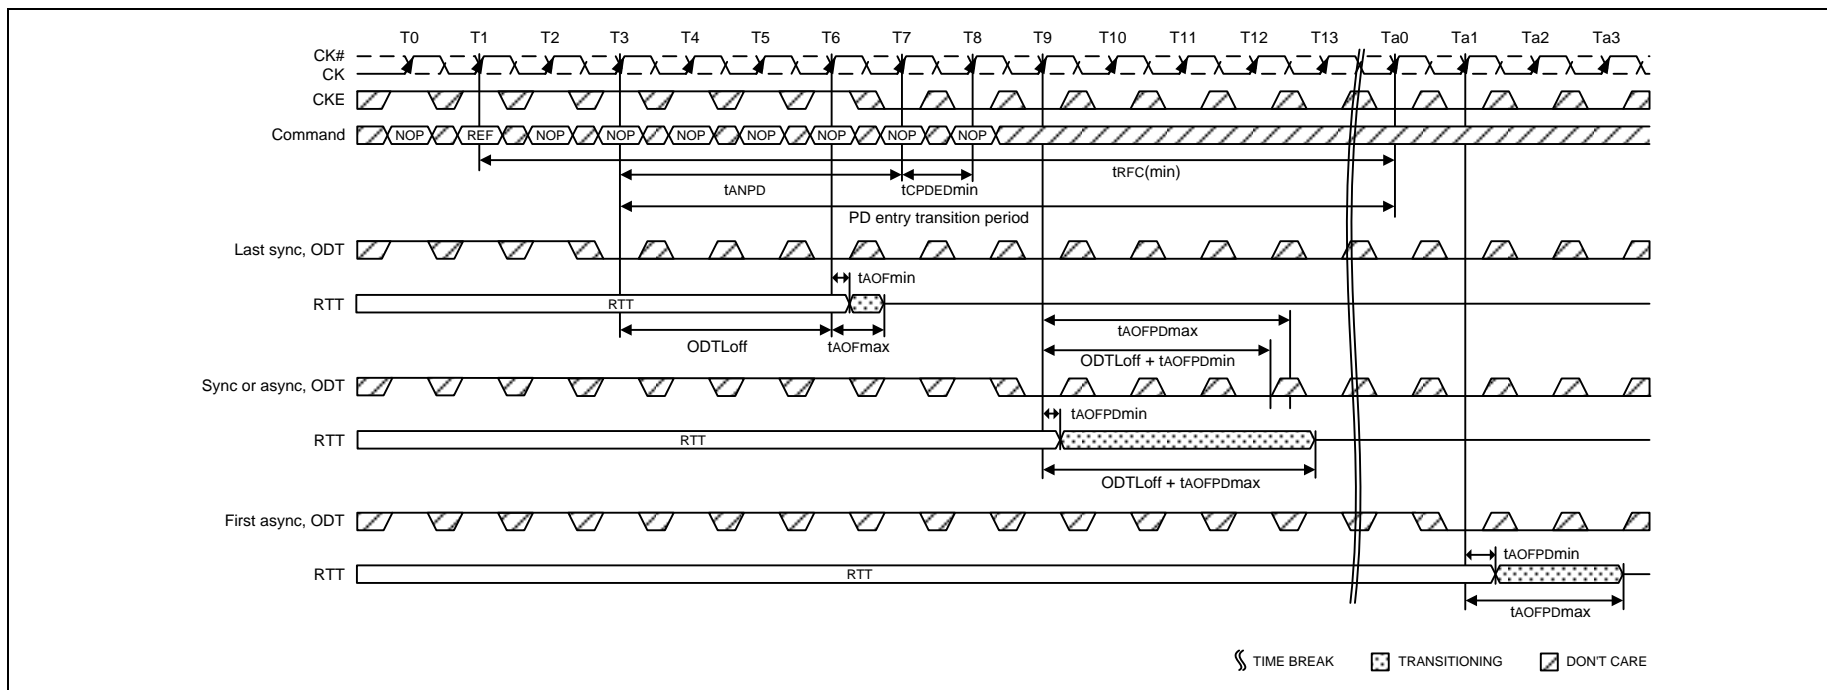 T0 T1 T2 T3 T4 T5 T6 T7 T8 T9 T10 T11 T12 T13 Ta0 Ta1 Ta2 Ta3
CK#
CK
CKE
Command NOP REF NOP NOP NOP NOP NOP NOP NOP
tRFC(min)
tANPD tCPDEDmin
PD entry transition period
Last sync, ODT
tAOFmin
RTT RTT
tAOFPDmax
ODTLoff tAOFmax
ODTLoff + tAOFPDmin
Sync or async, ODT
tAOFPDmin
RTT RTT
ODTLoff + tAOFPDmax
First async, ODT
tAOFPDmin
RTT RTT
tAOFPDmax
TIME BREAK TRANSITIONING DON'T CARE